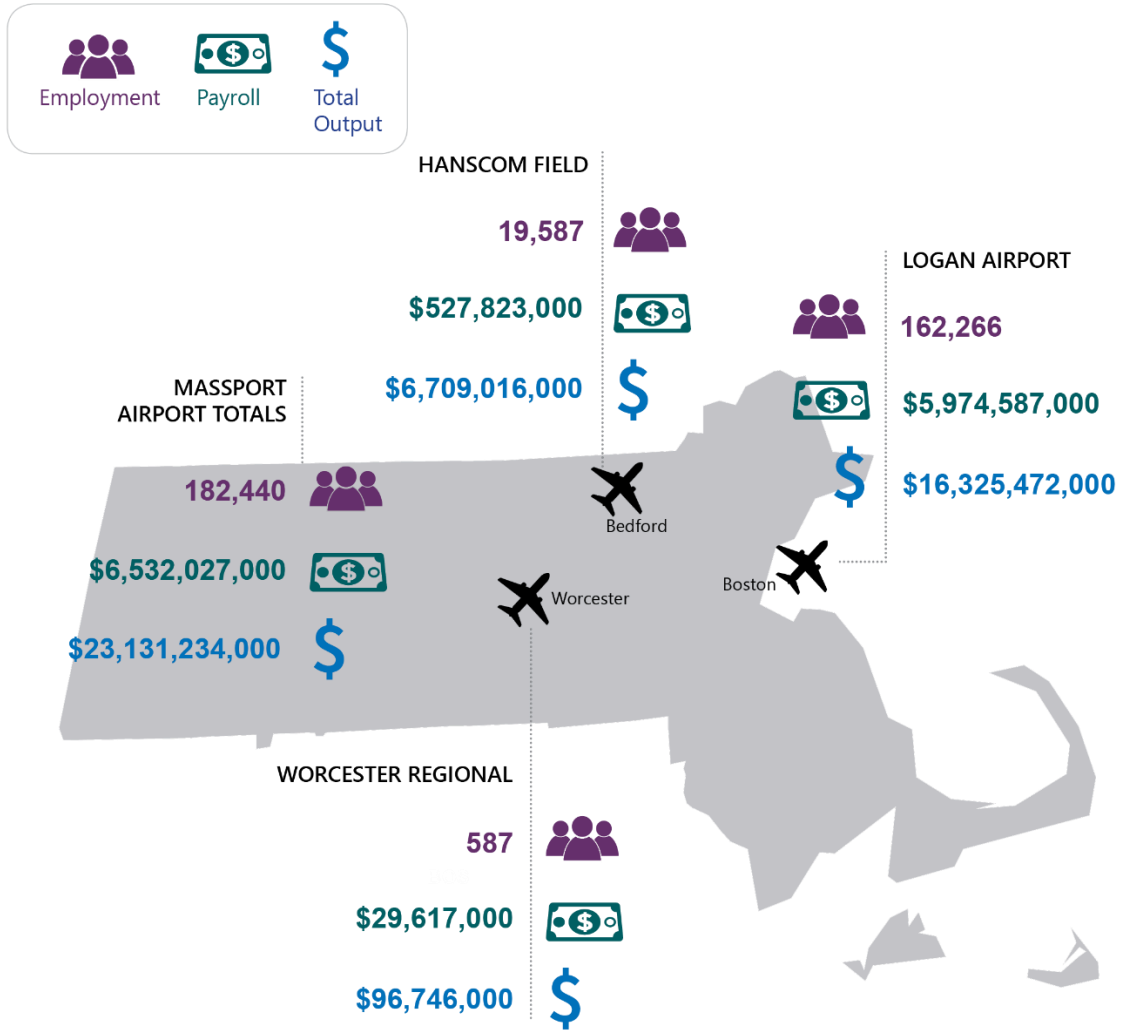 Employment
Payroll
Total
Output
HANSCOM FIELD
19,587
$527,823,000
$6,709,016,000
LOGAN AIRPORT
162,266
$5,974,587,000
$16,325,472,000
MASSPORT
AIRPORT TOTALS
182,440
$6,532,027,000
$23,131,234,000
Bedford
Boston
Worcester
WORCESTER REGIONAL
587
$29,617,000
$96,746,000